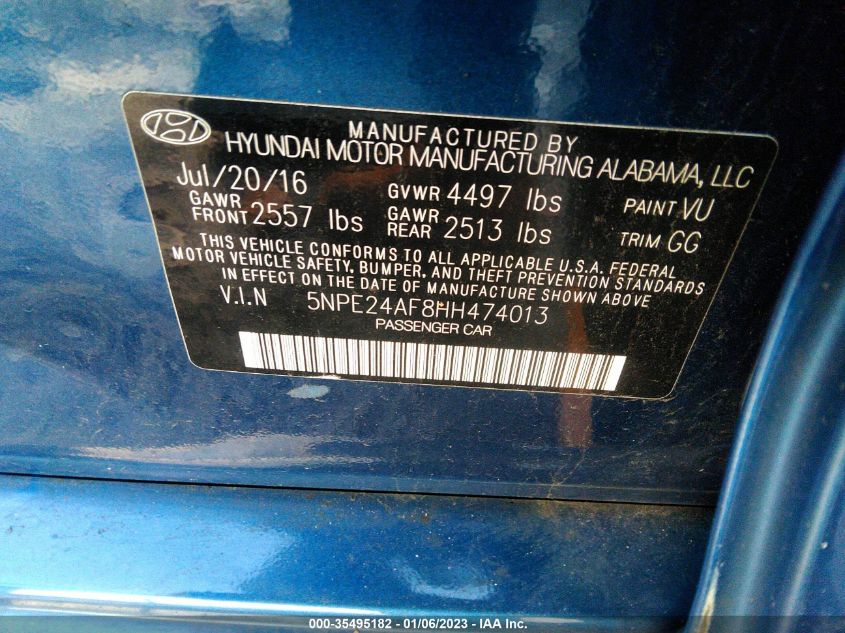 MANUFACTURED BY
HYUNDAI MOTOR MANUFACTURING ALABAMA, LLC
Jul/20/16 GVWR 4497 lbs PAINT VU
GAWR FRONT 2557 lbs GAWR REAR 2513 lbs TRIM GG
THIS VEHICLE CONFORMS TO ALL APPLICABLE U.S.A. FEDERAL
MOTOR VEHICLE SAFETY, BUMPER, AND THEFT PREVENTION STANDARDS
IN EFFECT ON THE DATE OF MANUFACTURE SHOWN ABOVE
V.I.N 5NPE24AF8HH474013
PASSENGER CAR
000-35495182 - 01/06/2023 - IAA Inc.